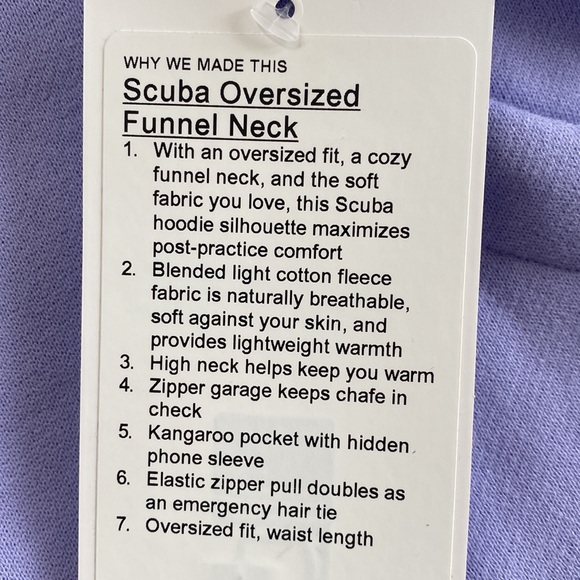 WHY WE MADE THIS
Scuba Oversized
Funnel Neck
1. With an oversized fit, a cozy
funnel neck, and the soft
fabric you love, this Scuba
hoodie silhouette maximizes
post-practice comfort
2. Blended light cotton fleece
fabric is naturally breathable,
soft against your skin, and
provides lightweight warmth
3. High neck helps keep you warm
4. Zipper garage keeps chafe in
check
5. Kangaroo pocket with hidden
phone sleeve
6. Elastic zipper pull doubles as
an emergency hair tie
7. Oversized fit, waist length